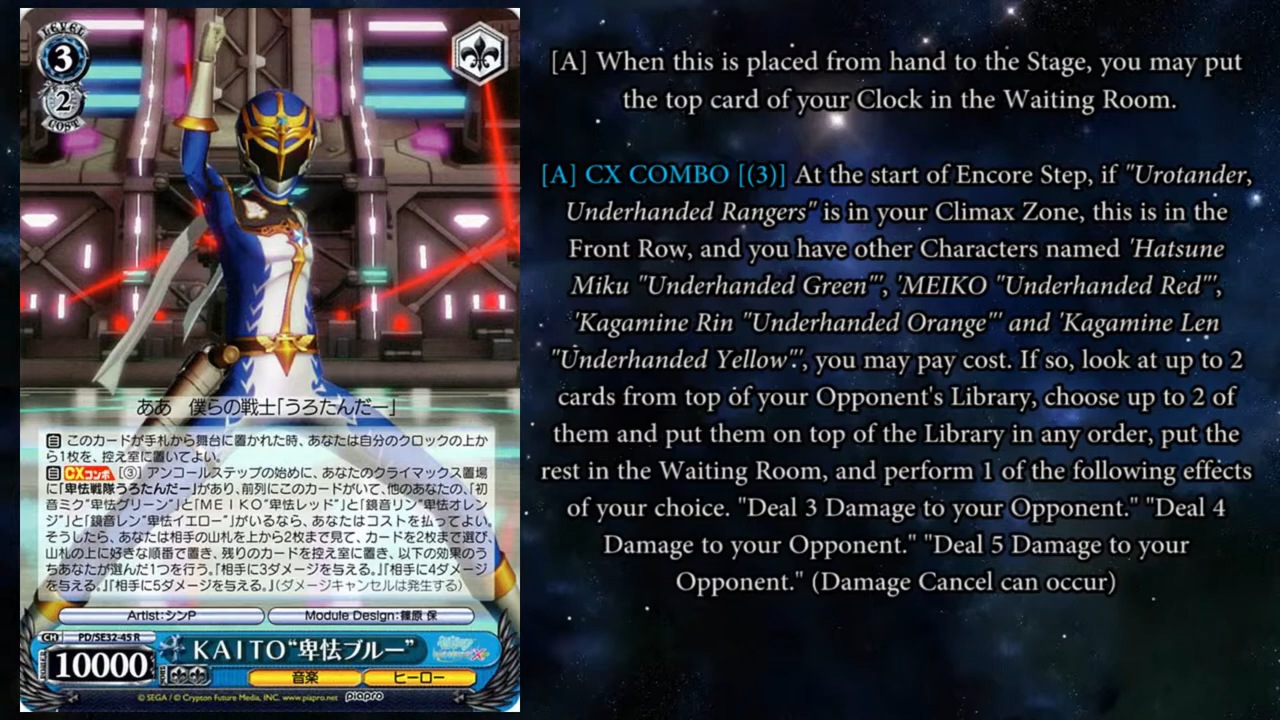 LEVEL
3
2
COST
ああ 僕らの戦士「うろたんだー」
このカードが手札から舞台に置かれた時、あなたは自分のクロックの上か
ら1枚を、控え室に置いてよい。
CXコンボ [③] アンコールステップの始めに、あなたのクライマックス置場
に「卑怯戦隊うろたんだー」があり、前列にこのカードがいて、他のあなたの、「初
音ミク“卑怯グリーン”」と「MEIKO“卑怯レッド”」と「鏡音リン“卑怯オレン
ジ”」と「鏡音レン“卑怯イエロー”」がいるなら、あなたはコストを払ってよい。
そうしたら、あなたは相手の山札を上から2枚まで見て、カードを2枚まで選び、
山札の上に好きな順番で置き、残りのカードを控え室に置き、以下の効果のう
ちあなたが選んだ1つを行う。「相手に3ダメージを与える。」「相手に4ダメージ
を与える。」「相手に5ダメージを与える。」（ダメージキャンセルは発生する）
Artist:シンP
Module Design:篠原 保
CH
PD/SE32-45 R
10000
KAITO“卑怯ブルー”
音楽
ヒーロー
© SEGA / © Crypton Future Media, INC. www.piapro.net
piapro
[A] When this is placed from hand to the Stage, you may put
the top card of your Clock in the Waiting Room.
[A] CX COMBO [(3)] At the start of Encore Step, if "Urotander,
Underhanded Rangers" is in your Climax Zone, this is in the
Front Row, and you have other Characters named 'Hatsune
Miku "Underhanded Green"', 'MEIKO "Underhanded Red"',
'Kagamine Rin "Underhanded Orange"' and 'Kagamine Len
"Underhanded Yellow"', you may pay cost. If so, look at up to 2
cards from top of your Opponent's Library, choose up to 2 of
them and put them on top of the Library in any order, put the
rest in the Waiting Room, and perform 1 of the following effects
of your choice. "Deal 3 Damage to your Opponent." "Deal 4
Damage to your Opponent." "Deal 5 Damage to your
Opponent." (Damage Cancel can occur)